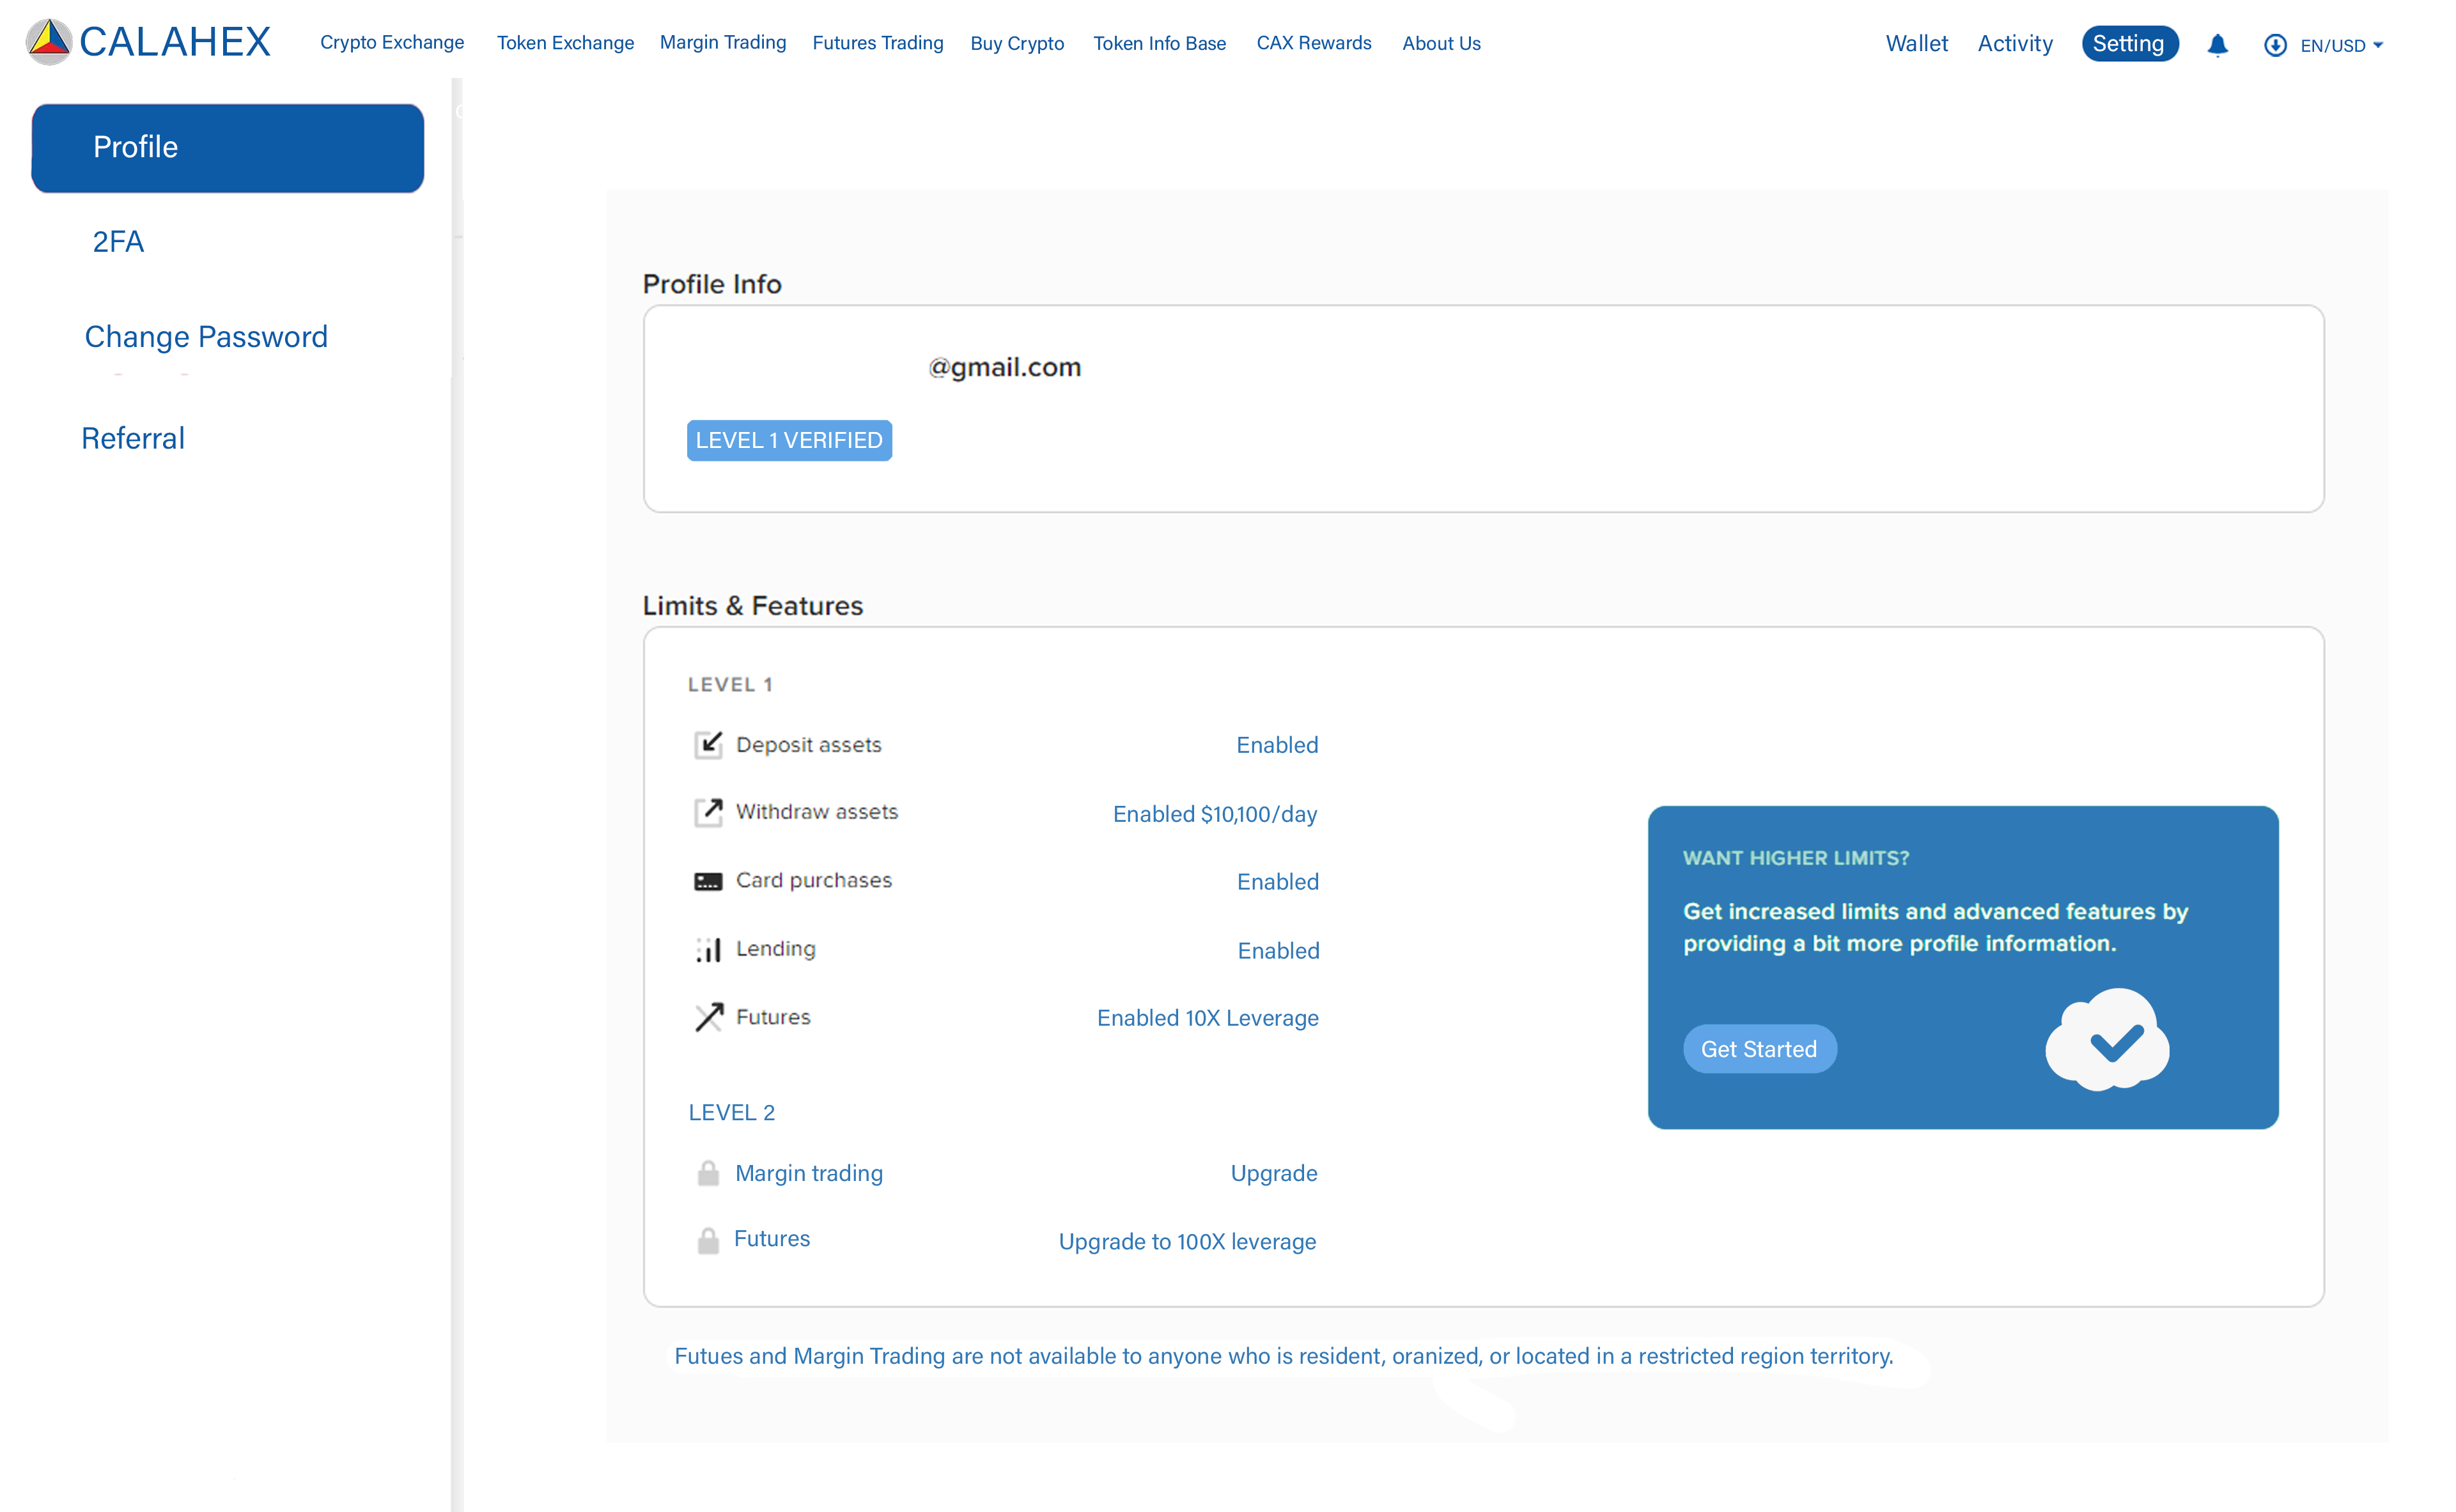 CALAHEX
Crypto Exchange
Token Exchange
Margin Trading
Futures Trading
Buy Crypto
Token Info Base
CAX Rewards
About Us
Wallet
Activity
Setting
EN/USD
Profile
2FA
Change Password
Referral
Profile Info
@gmail.com
LEVEL 1 VERIFIED
Limits & Features
LEVEL 1
Deposit assets
Enabled
Withdraw assets
Enabled $10,100/day
Card purchases
Enabled
Lending
Enabled
Futures
Enabled 10X Leverage
LEVEL 2
Margin trading
Upgrade
Futures
Upgrade to 100X leverage
WANT HIGHER LIMITS?
Get increased limits and advanced features by
providing a bit more profile information.
Get Started
Futues and Margin Trading are not available to anyone who is resident, oranized, or located in a restricted region territory.